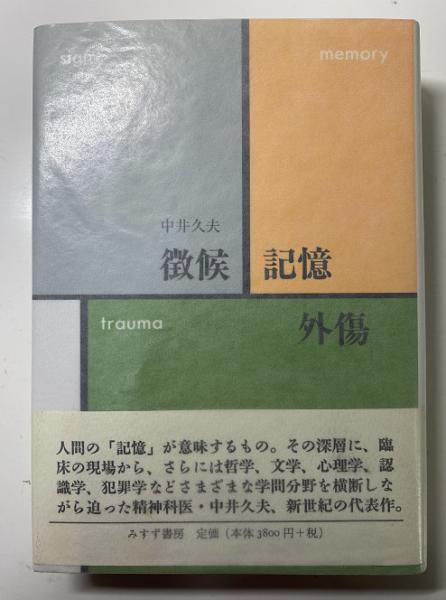 memory
中井久夫
徴候 記憶
trauma
外傷
人間の「記憶」が意味するもの。その深層に、臨
床の現場から、さらには哲学、文学、心理学、認
識学、犯罪学などさまざまな学問分野を横断しな
がら迫った精神科医・中井久夫、新世紀の代表作。
みすず書房 定価(本体3800円+税)